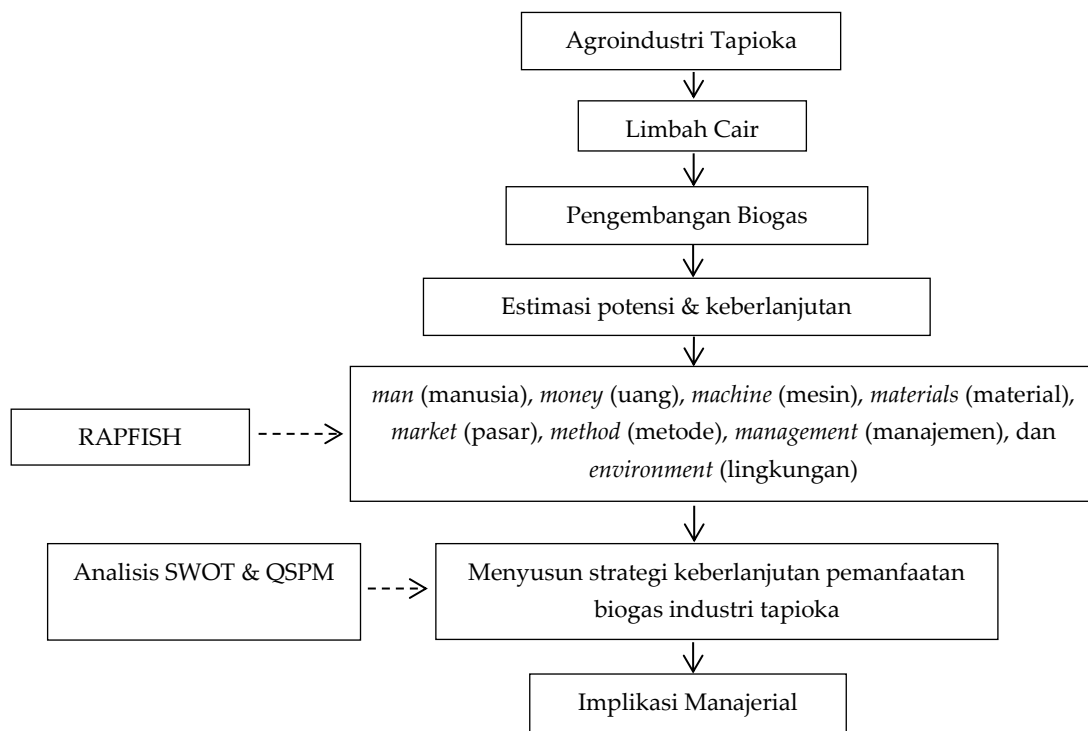 Agroindustri Tapioka
Limbah Cair
Pengembangan Biogas
Estimasi potensi & keberlanjutan
man (manusia), money (uang), machine (mesin), materials (material),
market (pasar), method (metode), management (manajemen), dan
environment (lingkungan)
RAPFISH
Analisis SWOT & QSPM
Menyusun strategi keberlanjutan pemanfaatan
biogas industri tapioka
Implikasi Manajerial